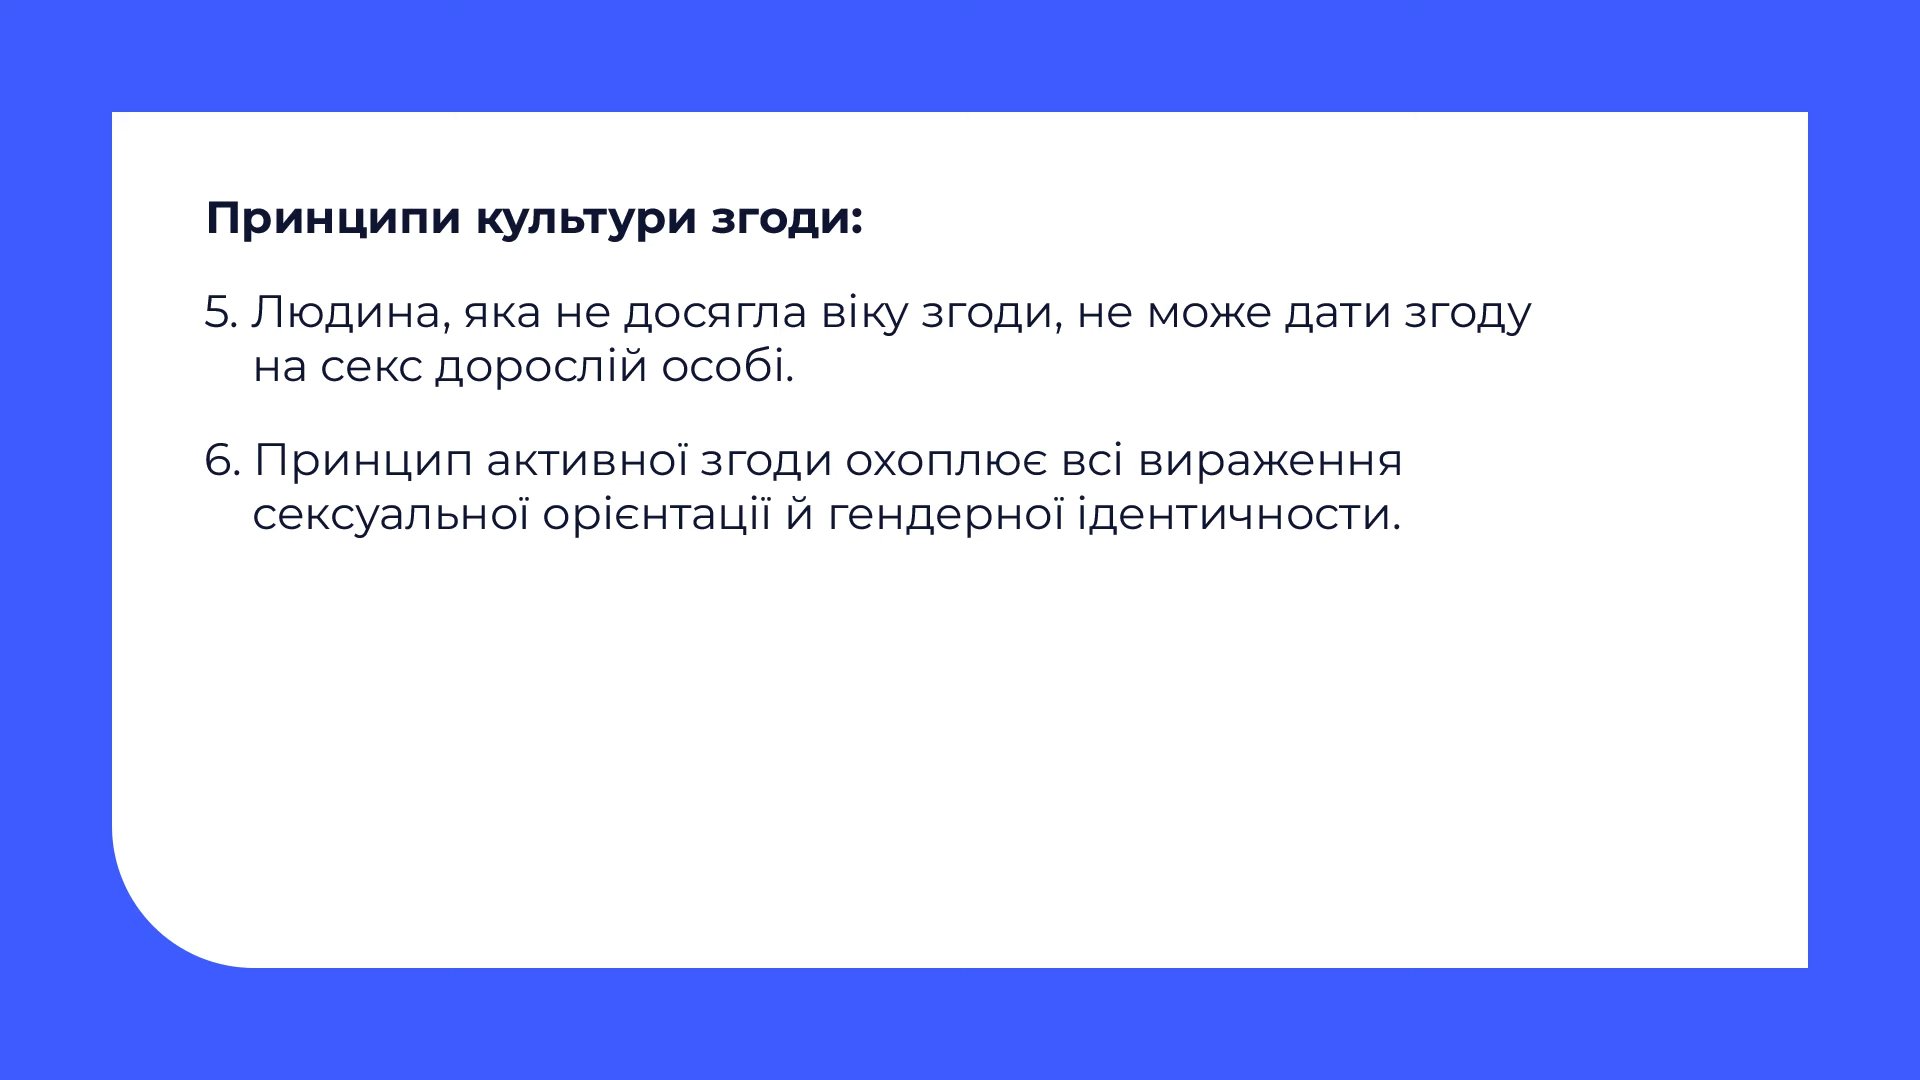 Принципи культури згоди:
5. Людина, яка не досягла віку згоди, не може дати згоду
на секс дорослій особі.
6. Принцип активної згоди охоплює всі вираження
сексуальної орієнтації й гендерної ідентичности.